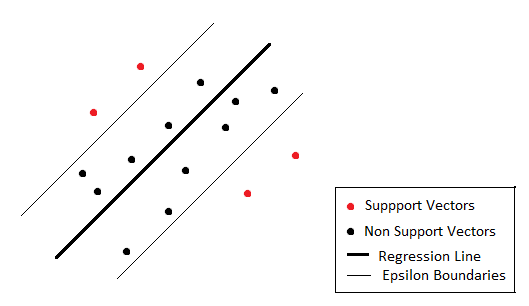 Suppport Vectors
Non Support Vectors
Regression Line
Epsilon Boundaries